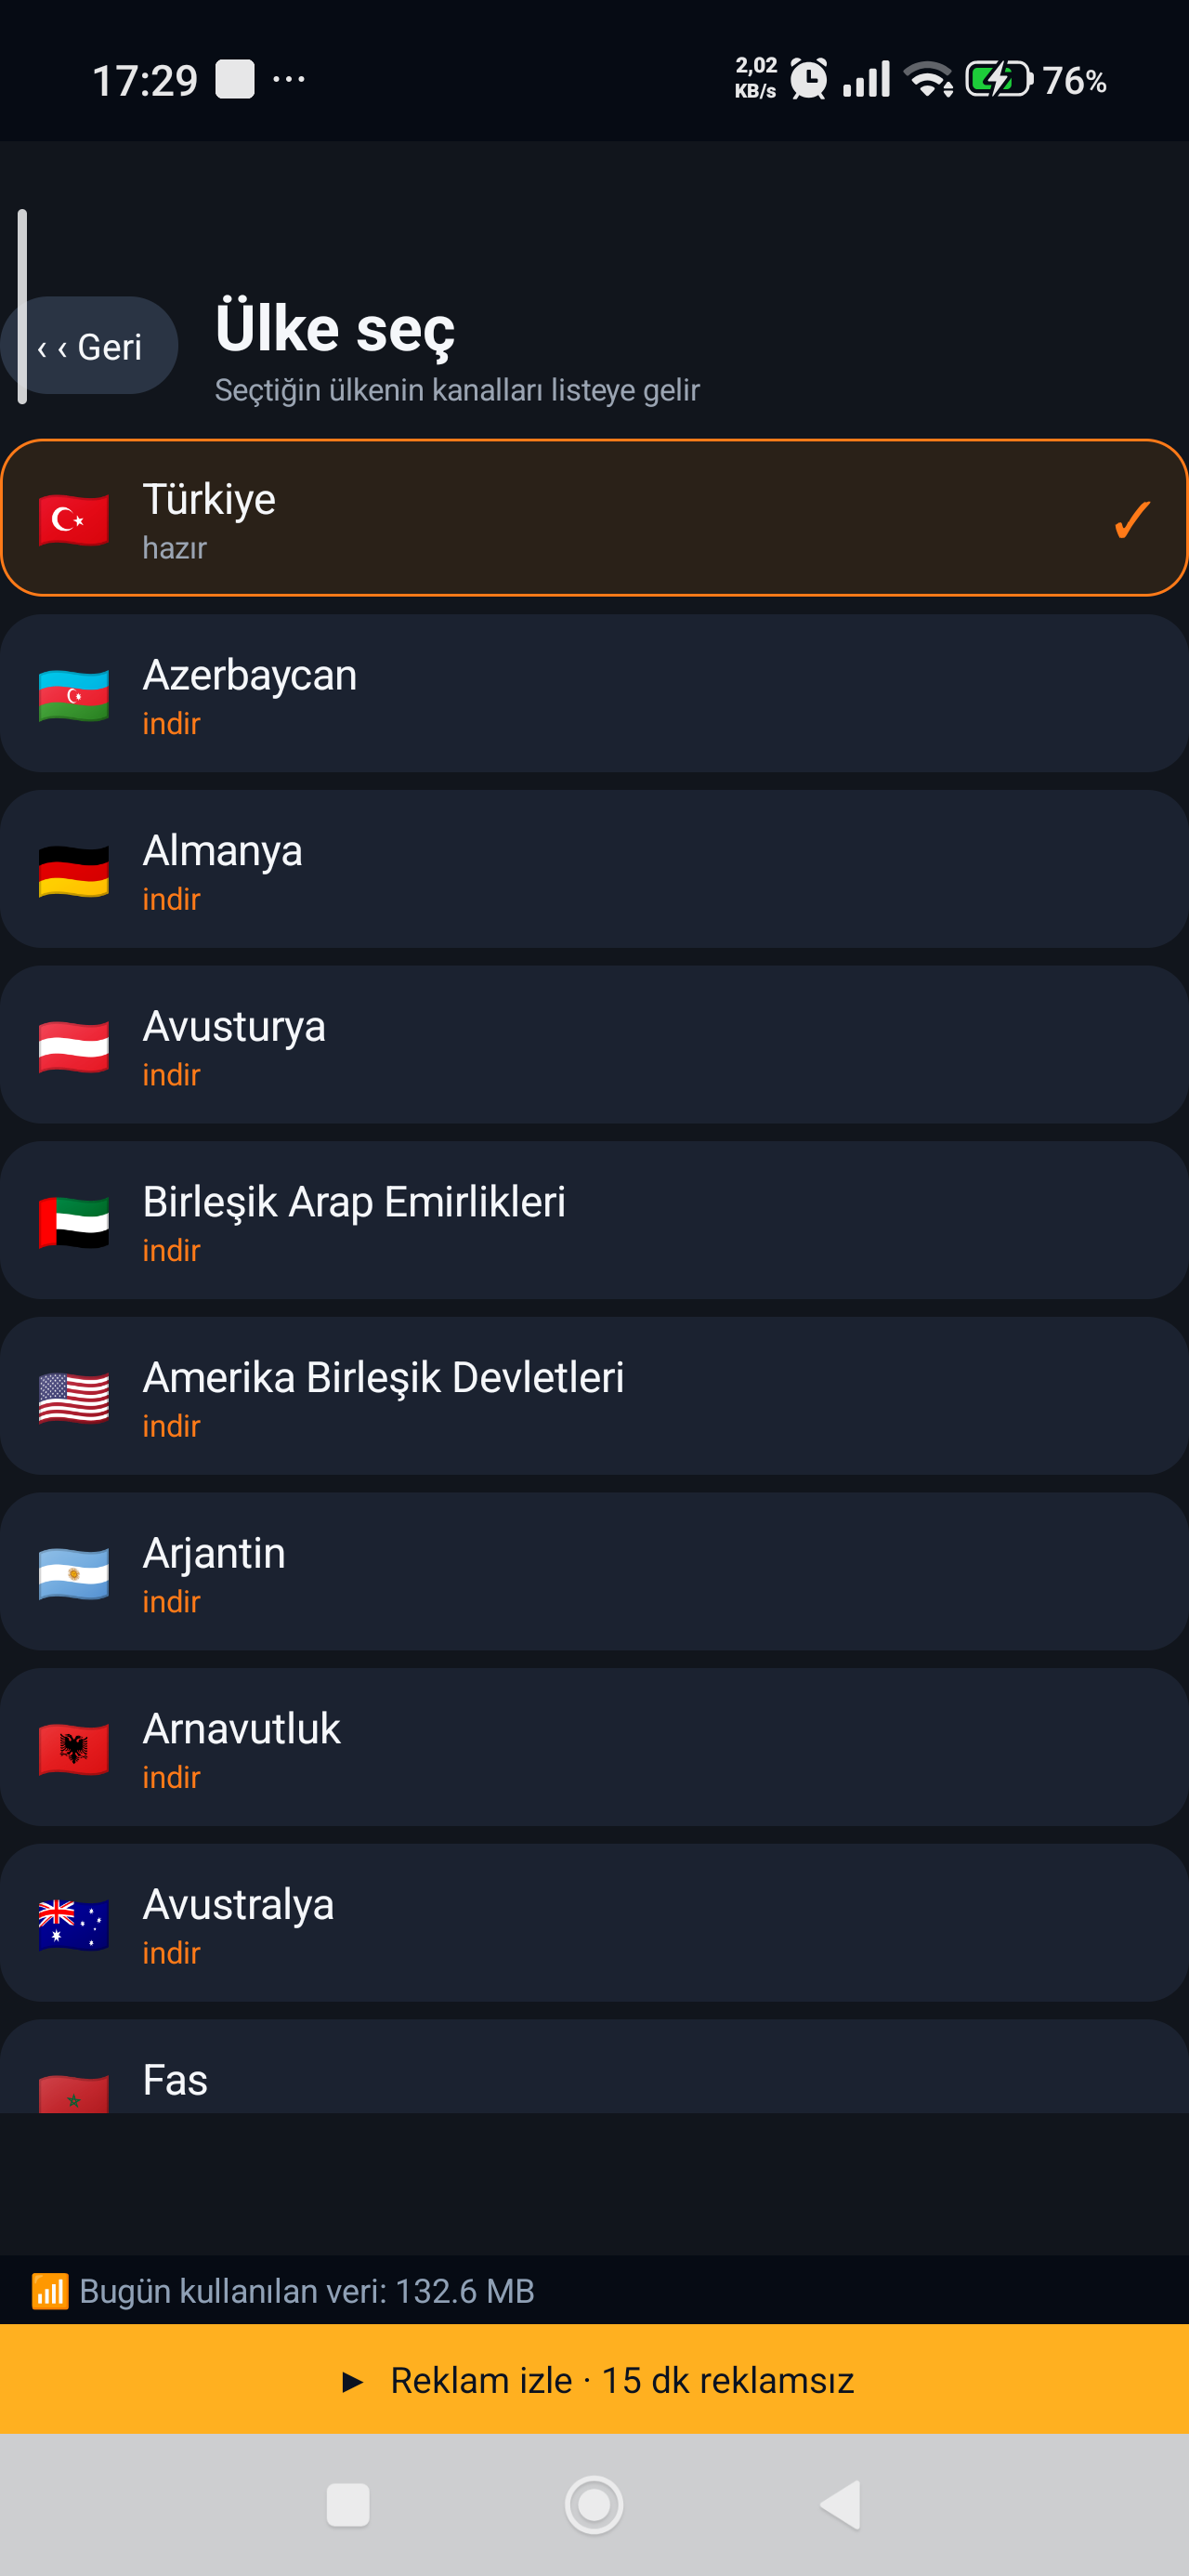 17:29 ...
2,02 KB/s
76%
‹ ‹ Geri
Ülke seç
Seçtiğin ülkenin kanalları listeye gelir
Türkiye
hazır
✓
Azerbaycan
indir
Almanya
indir
Avusturya
indir
Birleşik Arap Emirlikleri
indir
Amerika Birleşik Devletleri
indir
Arjantin
indir
Arnavutluk
indir
Avustralya
indir
Fas
Bugün kullanılan veri: 132.6 MB
► Reklam izle · 15 dk reklamsız